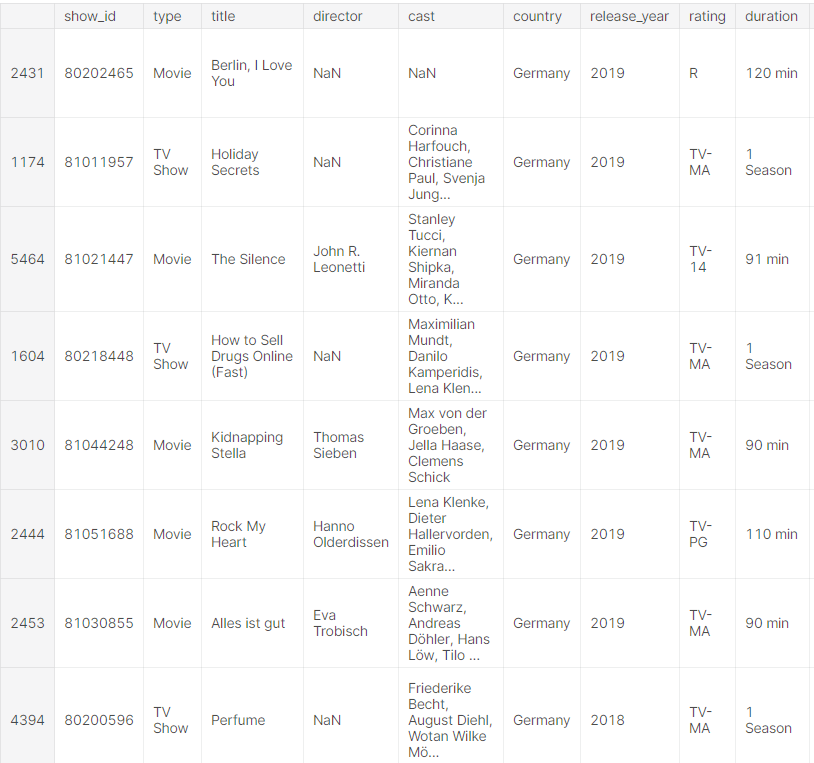 show_id type title director cast country release_year rating duration
2431 80202465 Movie Berlin, I Love You NaN NaN Germany 2019 R 120 min
1174 81011957 TV Show Holiday Secrets NaN Corinna Harfouch, Christiane Paul, Svenja Jung... Germany 2019 TV-MA 1 Season
5464 81021447 Movie The Silence John R. Leonetti Stanley Tucci, Kiernan Shipka, Miranda Otto, K... Germany 2019 TV-14 91 min
1604 80218448 TV Show How to Sell Drugs Online (Fast) NaN Maximilian Mundt, Danilo Kamperidis, Lena Klen... Germany 2019 TV-MA 1 Season
3010 81044248 Movie Kidnapping Stella Thomas Sieben Max von der Groeben, Jella Haase, Clemens Schick Germany 2019 TV-MA 90 min
2444 81051688 Movie Rock My Heart Hanno Olderdissen Lena Klenke, Dieter Hallervorden, Emilio Sakra... Germany 2019 TV-PG 110 min
2453 81030855 Movie Alles ist gut Eva Trobisch Aenne Schwarz, Andreas Döhler, Hans Löw, Tilo ... Germany 2019 TV-MA 90 min
4394 80200596 TV Show Perfume NaN Friederike Becht, August Diehl, Wotan Wilke Mö... Germany 2018 TV-MA 1 Season